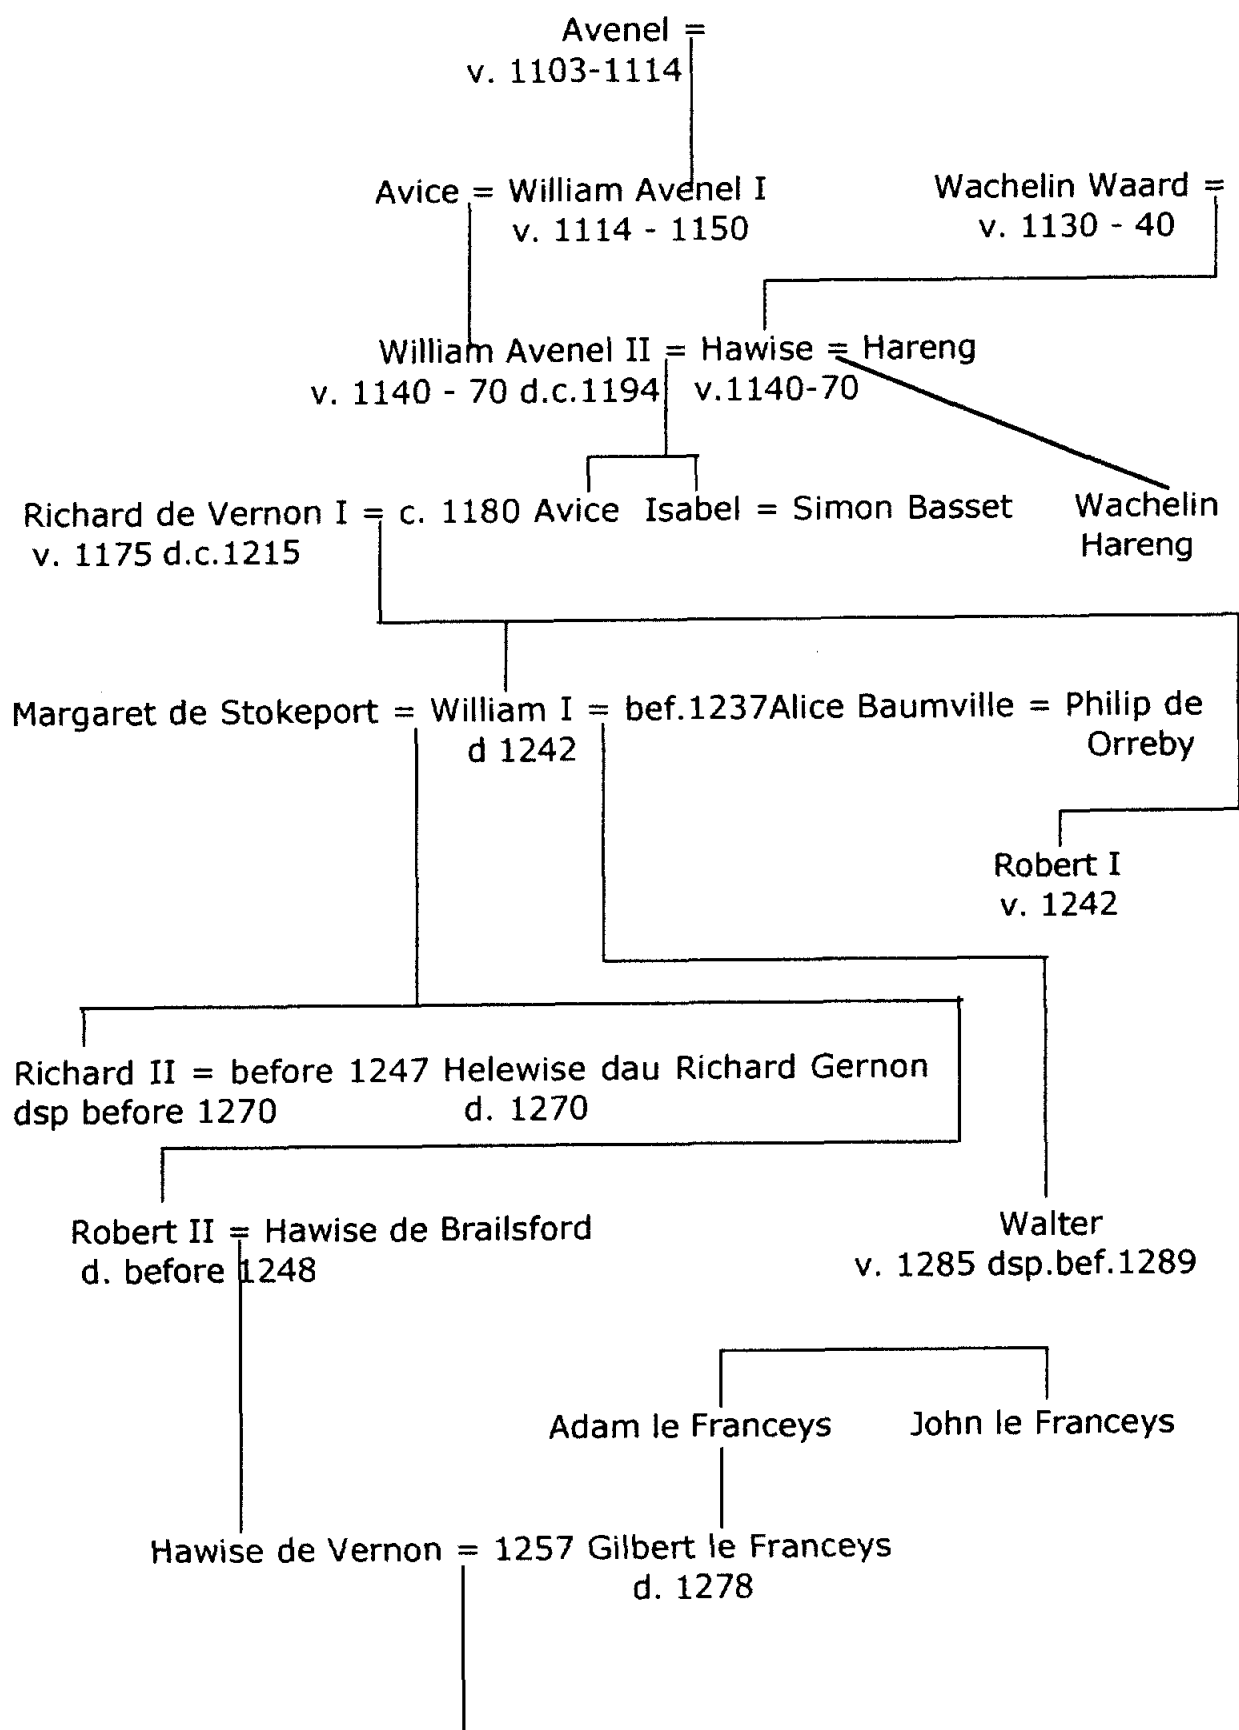 Avenel =
v. 1103-1114
Avice = William Avenel I
v. 1114 - 1150
Wachelin Waard =
v. 1130 - 40
William Avenel II = Hawise = Hareng
v. 1140 - 70 d.c.1194 v.1140-70
Richard de Vernon I = c. 1180 Avice Isabel = Simon Basset
v. 1175 d.c.1215
Wachelin
Hareng
Margaret de Stokeport = William I = bef.1237Alice Baumville = Philip de
d 1242 Orreby
Robert I
v. 1242
Richard II = before 1247 Helewise dau Richard Gernon
dsp before 1270 d. 1270
Robert II = Hawise de Brailsford
d. before 1248
Walter
v. 1285 dsp.bef.1289
Adam le Franceys John le Franceys
Hawise de Vernon = 1257 Gilbert le Franceys
d. 1278